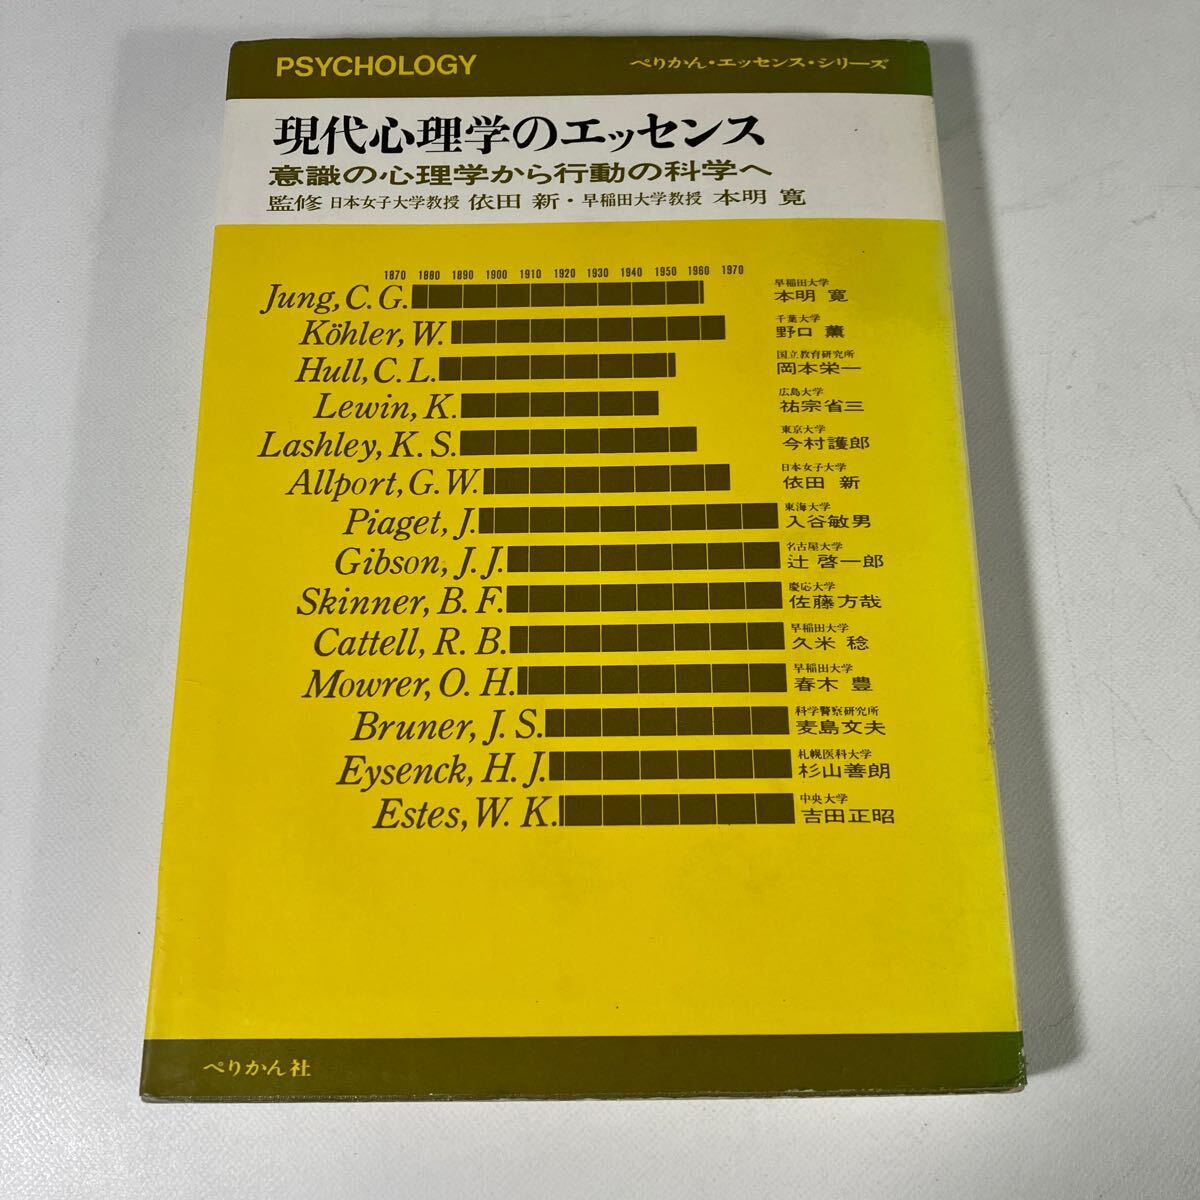 PSYCHOLOGY ぺりかん・エッセンス・シリーズ
現代心理学のエッセンス
意識の心理学から行動の科学へ
監修 日本女子大学教授 依田 新・早稲田大学教授 本明 寛
1870 1880 1890 1900 1910 1920 1930 1940 1950 1960 1970
Jung, C. G. 早稲田大学 本明 寛
Köhler, W. 千葉大学 野口 薫
Hull, C. L. 国立教育研究所 岡本栄一
Lewin, K. 広島大学 祐宗省三
Lashley, K. S. 東京大学 今村護郎
Allport, G. W. 日本女子大学 依田 新
Piaget, J. 東海大学 入谷敏男
Gibson, J. J. 名古屋大学 辻 啓一郎
Skinner, B. F. 慶応大学 佐藤方哉
Cattell, R. B. 早稲田大学 久米 稔
Mowrer, O. H. 早稲田大学 春木 豊
Bruner, J. S. 科学警察研究所 麦島文夫
Eysenck, H. J. 札幌医科大学 杉山善朗
Estes, W. K. 中央大学 吉田正昭
ぺりかん社